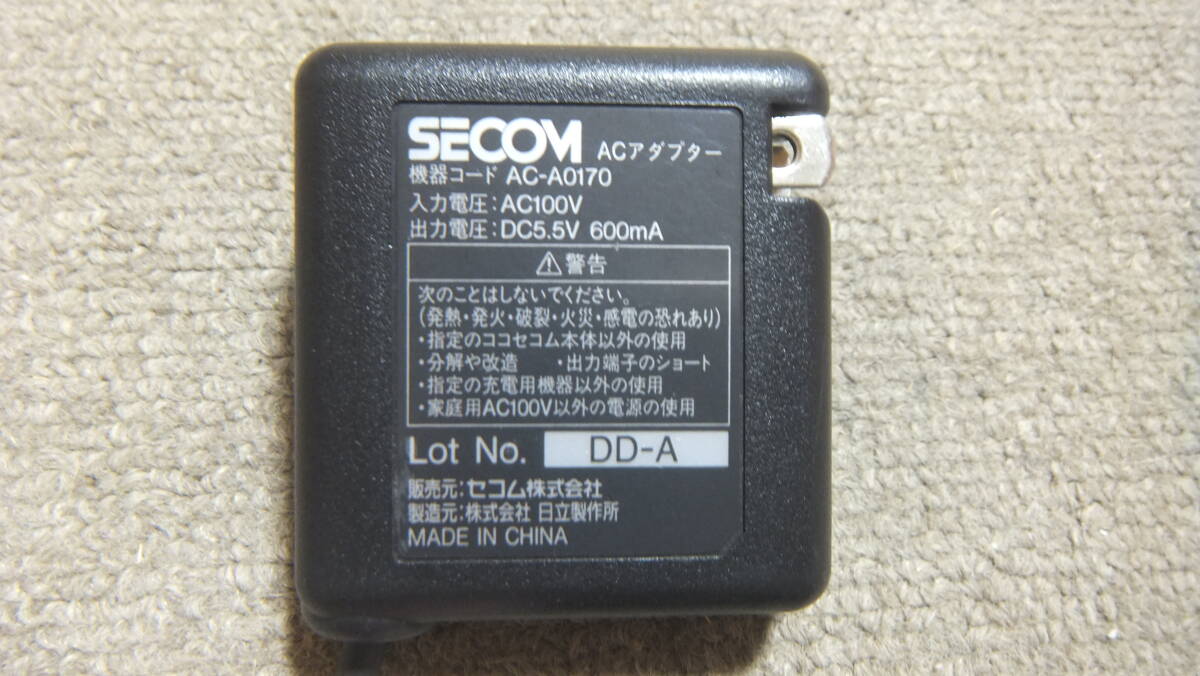 SECOM ACアダプター
機器コード AC-A0170
入力電圧:AC100V
出力電圧:DC5.5V 600mA
⚠警告
次のことはしないでください。
(発熱・発火・破裂・火災・感電の恐れあり)
・指定のココセコム本体以外の使用
・分解や改造 ・出力端子のショート
・指定の充電用機器以外の使用
・家庭用AC100V以外の電源の使用
Lot No. DD-A
販売元:セコム株式会社
製造元:株式会社 日立製作所
MADE IN CHINA